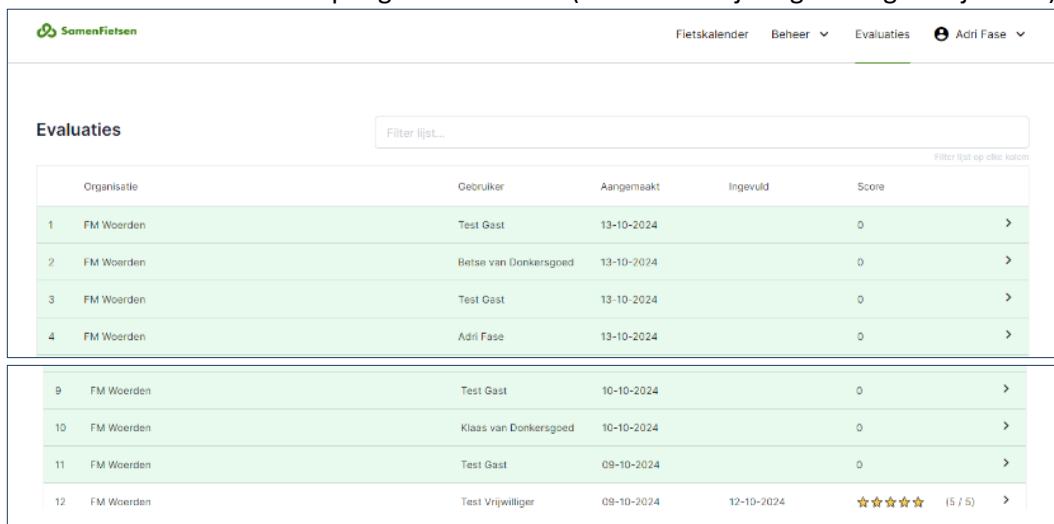 SamenFietsen Fietskalender Beheer Evaluaties Adri Fase
Evaluaties Filter lijst...
Filter lijst op elke kolom
Organisatie Gebruiker Aangemaakt Ingevuld Score
1 FM Woerden Test Gast 13-10-2024 0
2 FM Woerden Betse van Donkersgoed 13-10-2024 0
3 FM Woerden Test Gast 13-10-2024 0
4 FM Woerden Adri Fase 13-10-2024 0
9 FM Woerden Test Gast 10-10-2024 0
10 FM Woerden Klaas van Donkersgoed 10-10-2024 0
11 FM Woerden Test Gast 09-10-2024 0
12 FM Woerden Test Vrijwilliger 09-10-2024 12-10-2024 (5 / 5)